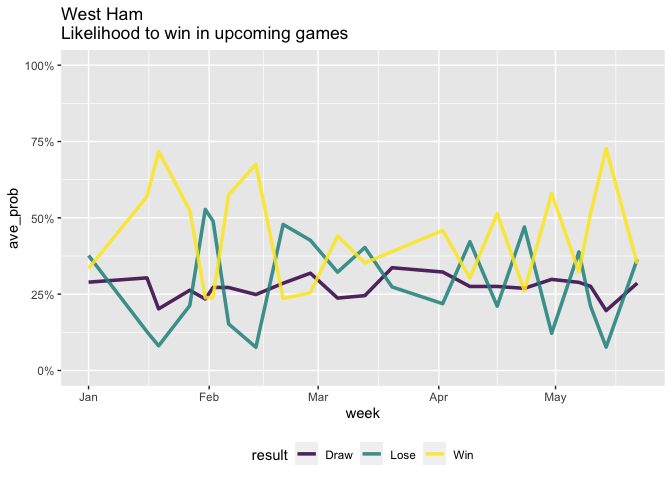 West Ham
Likelihood to win in upcoming games
100%
75%
50%
25%
0%
ave_prob
Jan Feb Mar Apr May
week
result Draw Lose Win